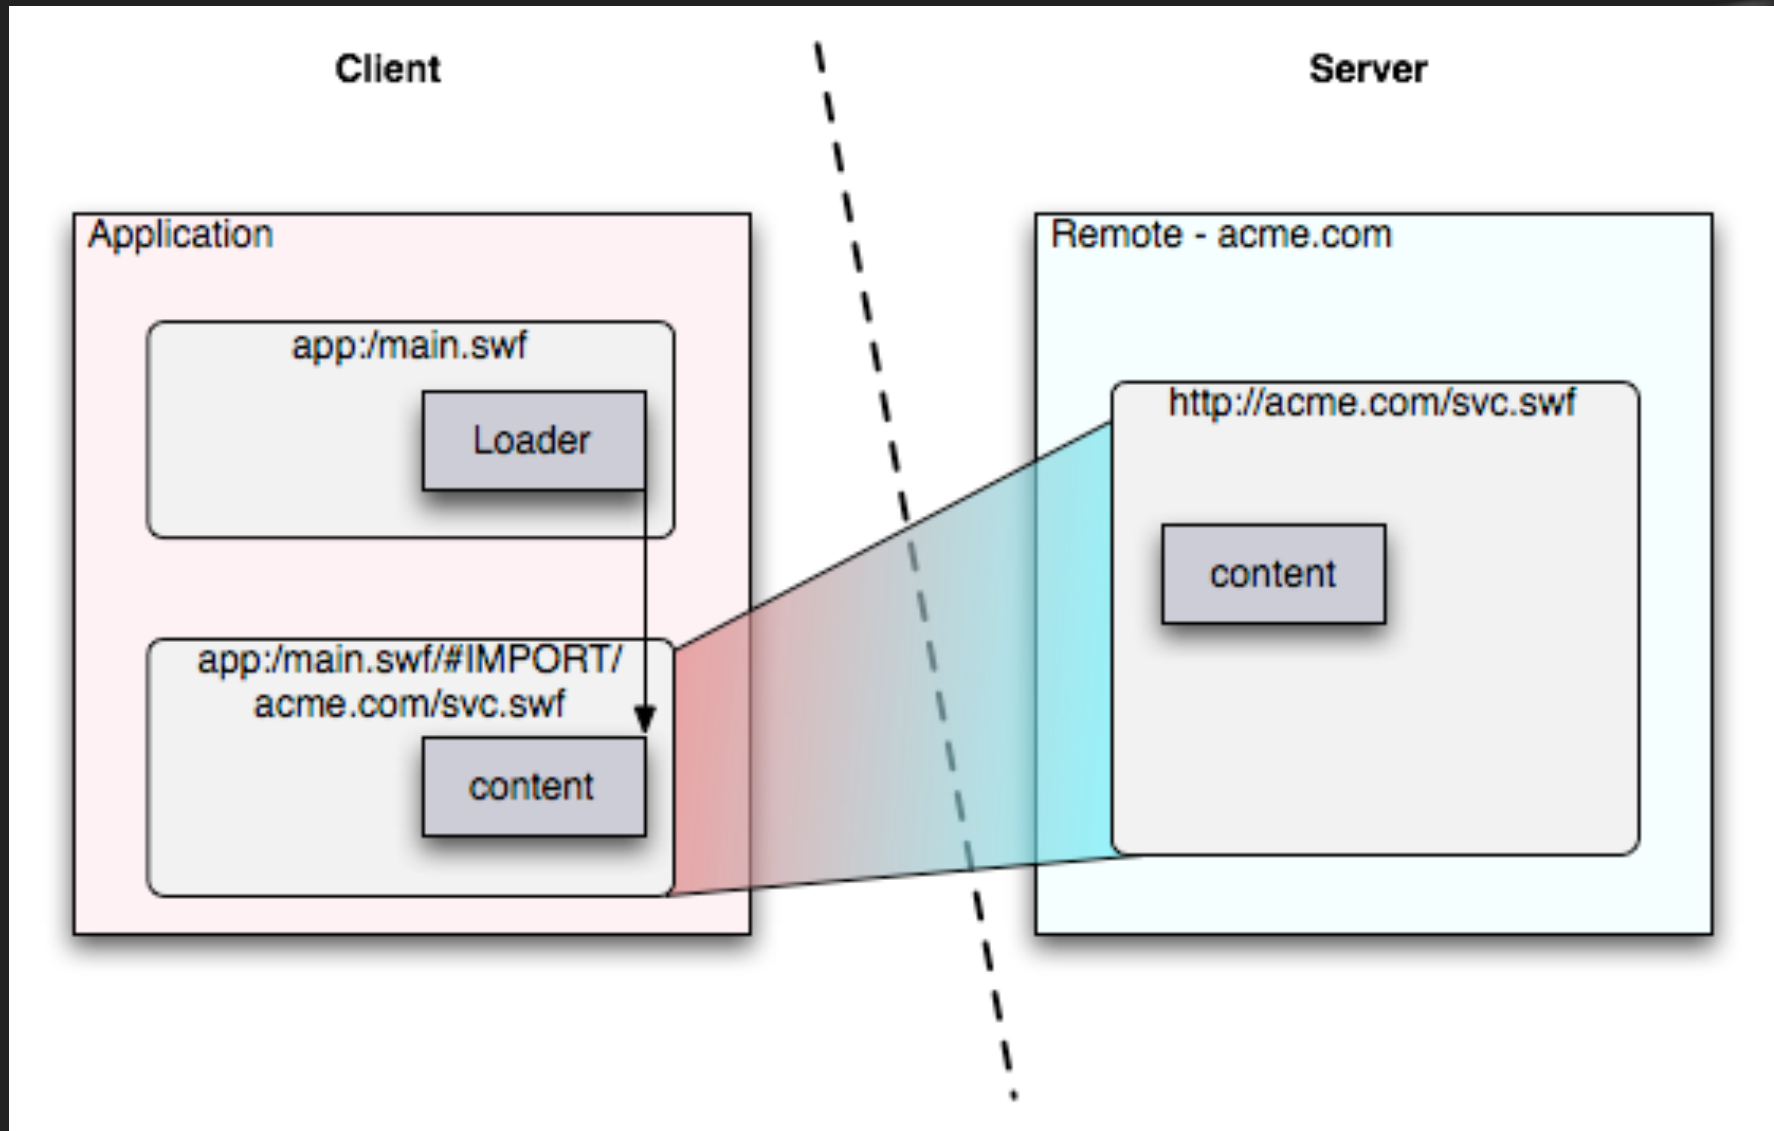 Client
Server
Application
app:/main.swf
Loader
app:/main.swf/#IMPORT/
acme.com/svc.swf
content
Remote - acme.com
http://acme.com/svc.swf
content